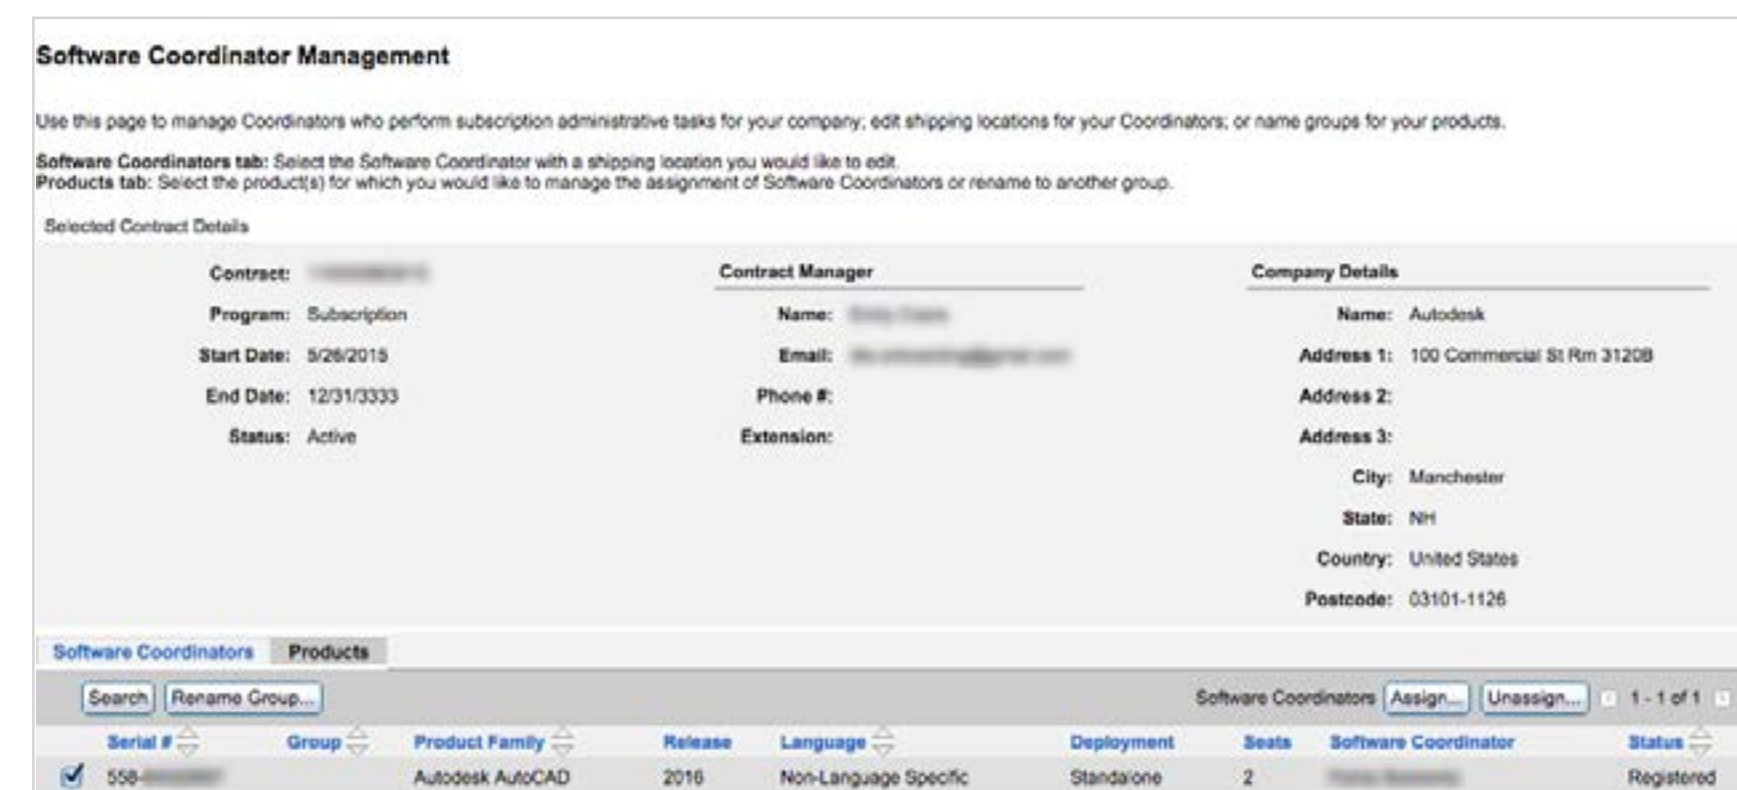 Software Coordinator Management
Use this page to manage Coordinators who perform subscription administrative tasks for your company; edit shipping locations for your Coordinators; or name groups for your products.
Software Coordinators tab: Select the Software Coordinator with a shipping location you would like to edit.
Products tab: Select the product(s) for which you would like to manage the assignment of Software Coordinators or rename to another group.
Selected Contract Details
Contract:
Program: Subscription
Start Date: 5/26/2015
End Date: 12/31/3333
Status: Active
Contract Manager
Name:
Email:
Phone #:
Extension:
Company Details
Name: Autodesk
Address 1: 100 Commercial St Rm 3120B
Address 2:
Address 3:
City: Manchester
State: NH
Country: United States
Postcode: 03101-1126
Software Coordinators Products
Search Rename Group... Software Coordinators Assign... Unassign... 1 - 1 of 1
Serial # Group Product Family Release Language Deployment Seats Software Coordinator Status
558- Autodesk AutoCAD 2016 Non-Language Specific Standalone 2 Registered